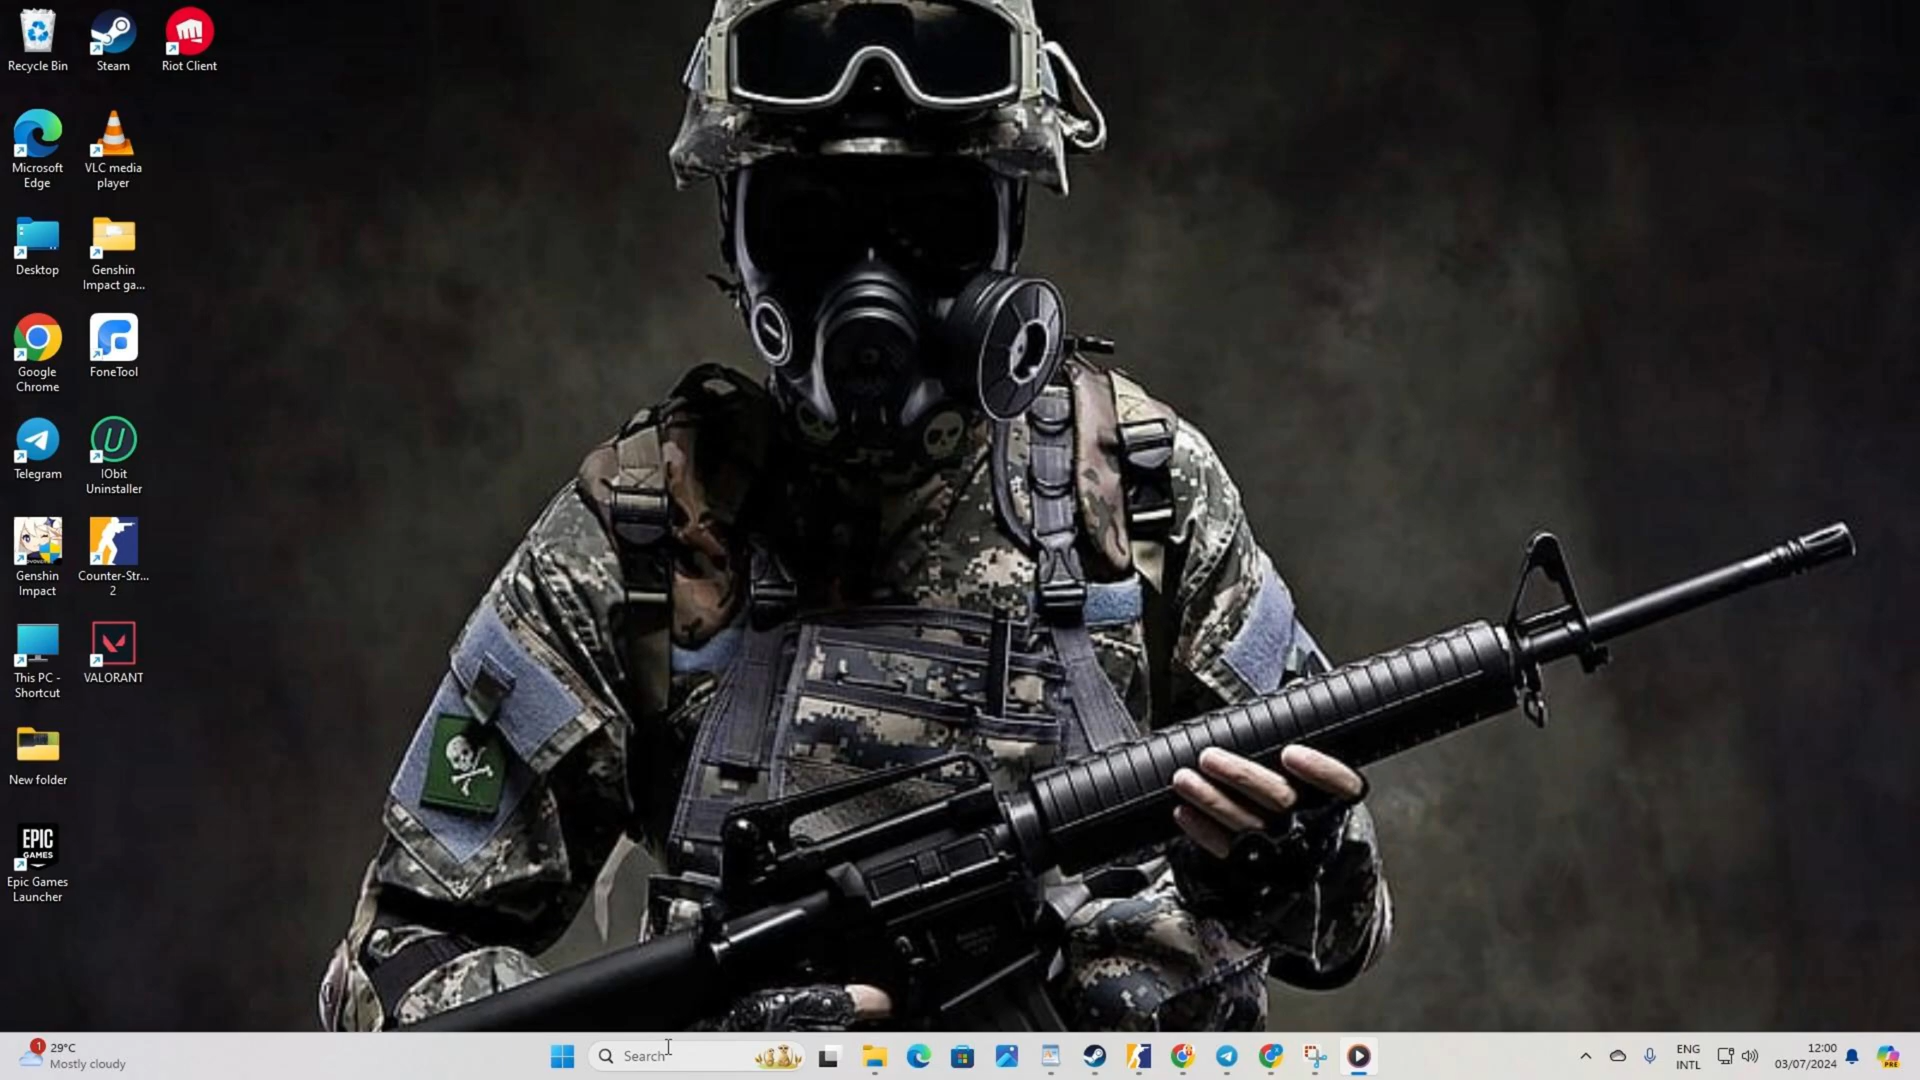 Recycle Bin
Steam
Riot Client
Microsoft
Edge
VLC media
player
Desktop
Genshin
Impact ga...
Google
Chrome
FoneTool
Telegram
IObit
Uninstaller
Genshin
Impact
Counter-Str...
2
This PC -
Shortcut
VALORANT
New folder
EPIC
GAMES
Epic Games
Launcher
1
29°C
Mostly cloudy
Search
ENG
INTL
12:00
03/07/2024
PRE